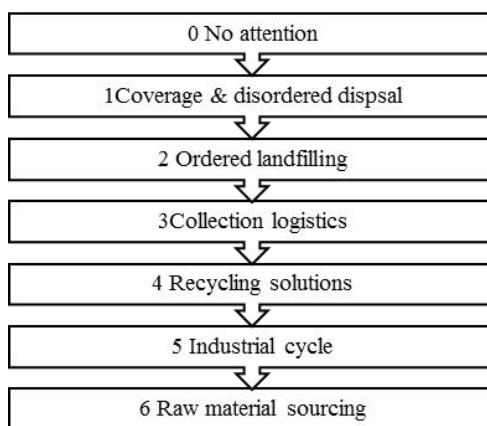 0 No attention
1Coverage & disordered dispsal
2 Ordered landfilling
3Collection logistics
4 Recycling solutions
5 Industrial cycle
6 Raw material sourcing